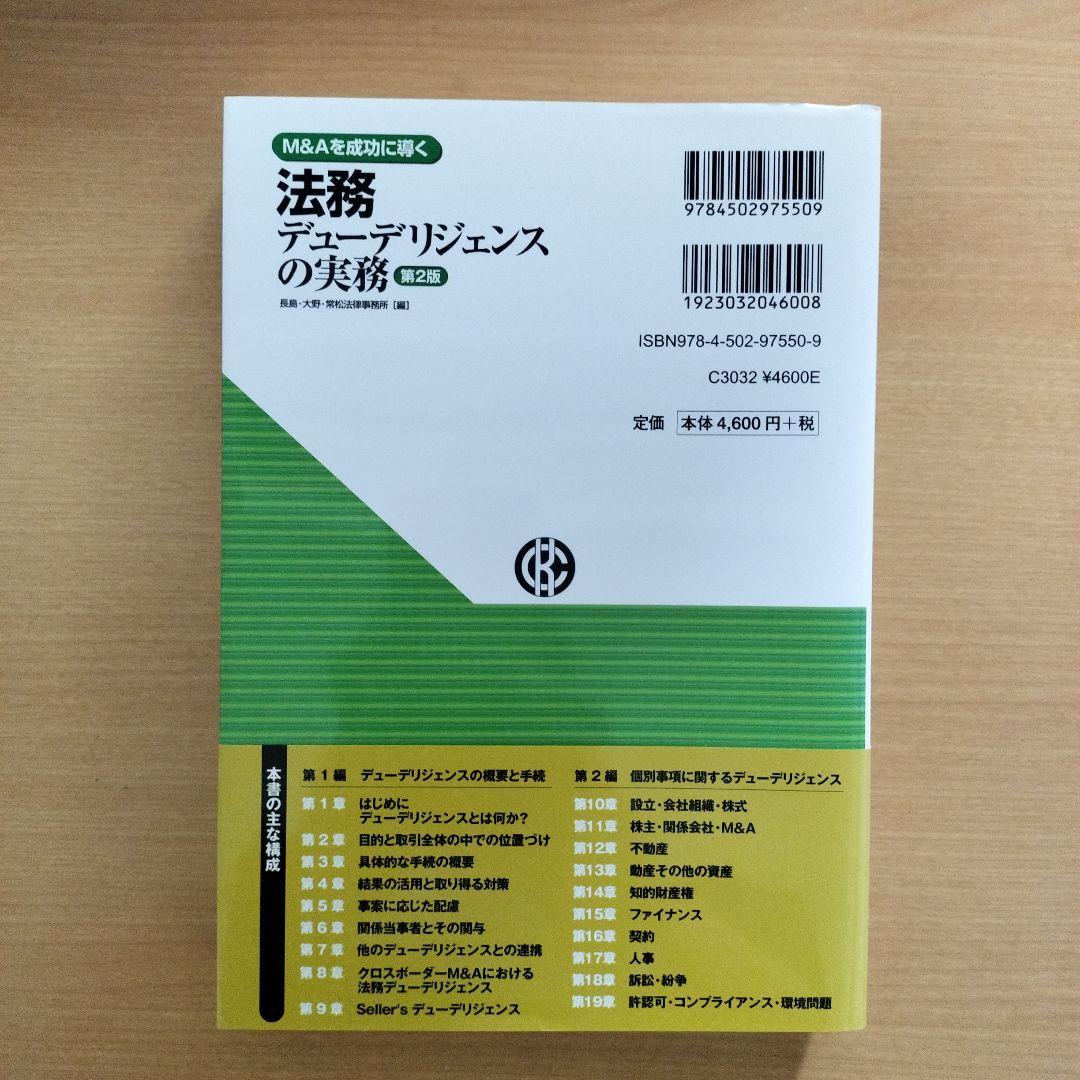 M&Aを成功に導く
法務
デューデリジェンス
の実務 第2版
長島・大野・常松法律事務所［編］
9784502975509
1923032046008
ISBN978-4-502-97550-9
C3032 ¥4600E
定価 本体 4,600 円＋税
本書の主な構成
第1編 デューデリジェンスの概要と手続
第1章 はじめに
デューデリジェンスとは何か？
第2章 目的と取引全体の中での位置づけ
第3章 具体的な手続の概要
第4章 結果の活用と取り得る対策
第5章 事案に応じた配慮
第6章 関係当事者とその関与
第7章 他のデューデリジェンスとの連携
第8章 クロスボーダーM&Aにおける
法務デューデリジェンス
第9章 Seller's デューデリジェンス
第2編 個別事項に関するデューデリジェンス
第10章 設立・会社組織・株式
第11章 株主・関係会社・M&A
第12章 不動産
第13章 動産その他の資産
第14章 知的財産権
第15章 ファイナンス
第16章 契約
第17章 人事
第18章 訴訟・紛争
第19章 許認可・コンプライアンス・環境問題